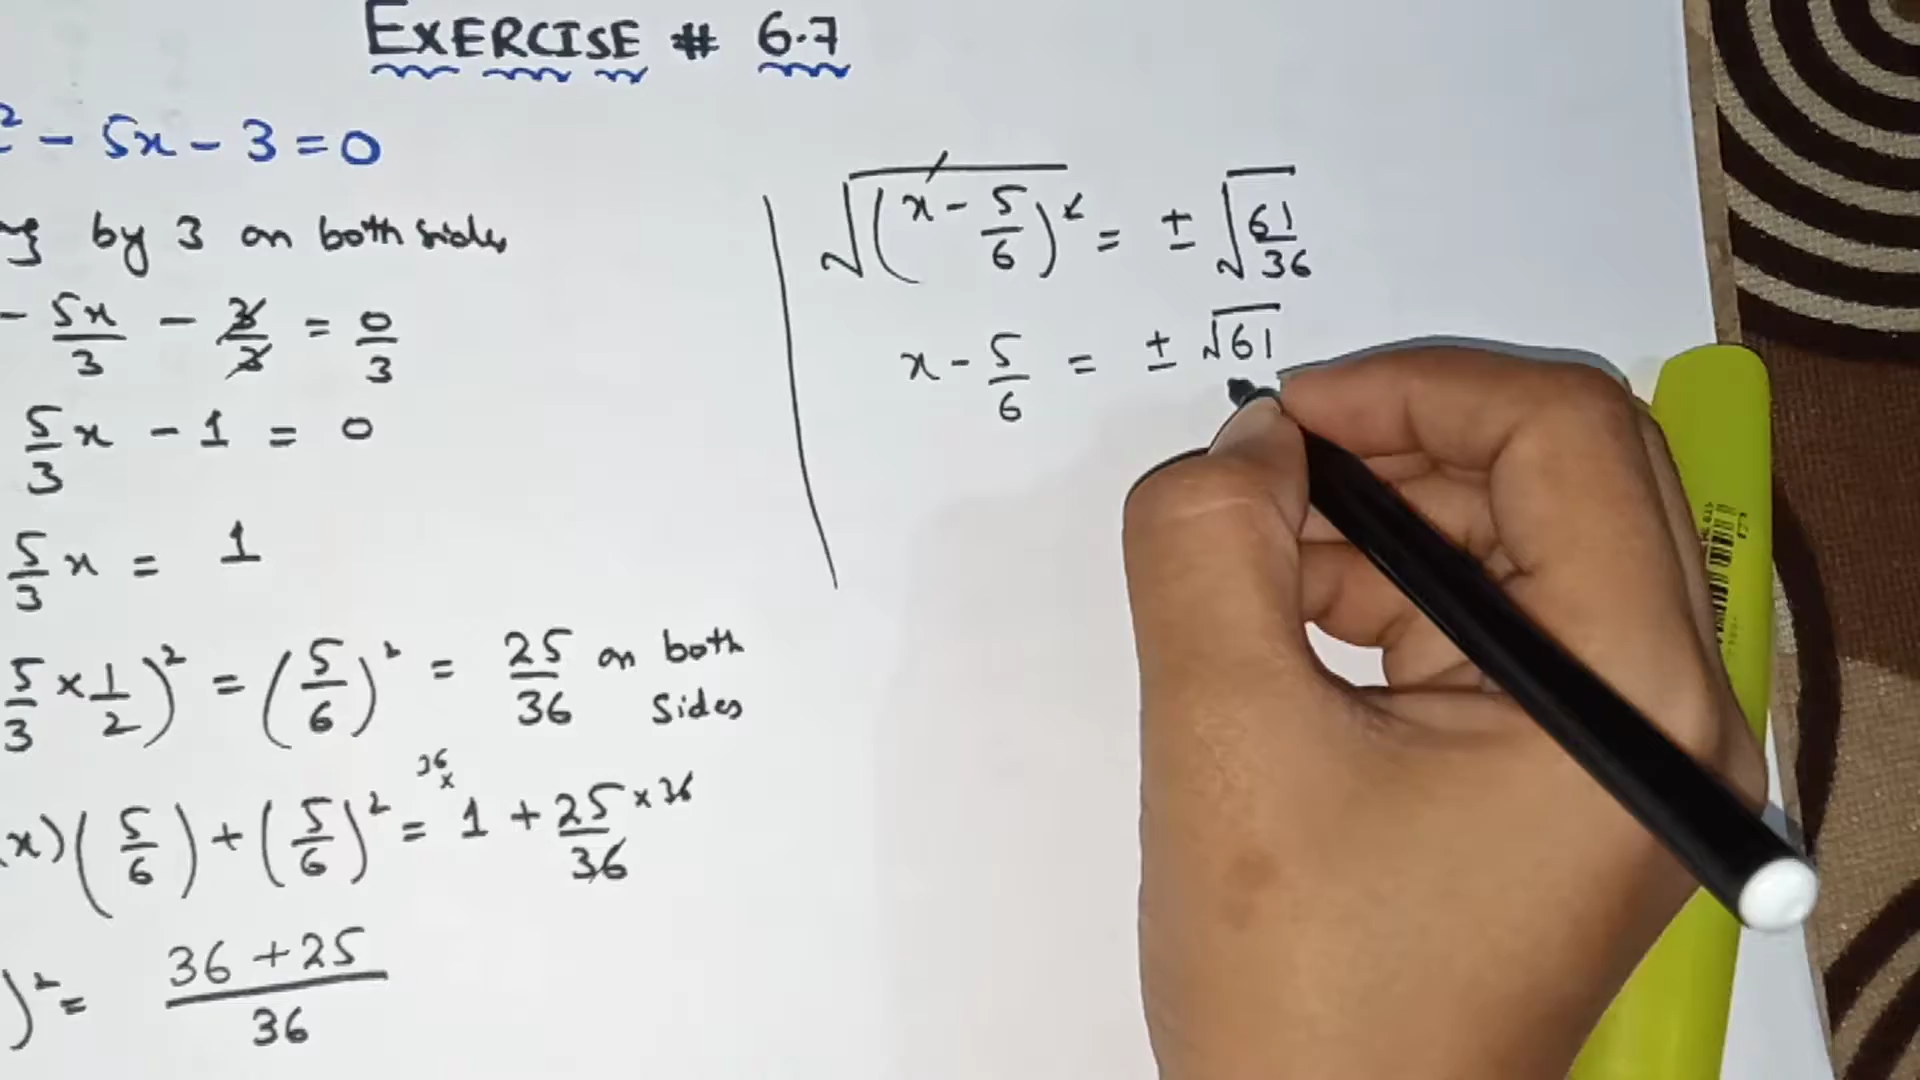 EXERCISE # 6.7
² - 5x - 3 = 0
by 3 on both sides
- 5x/3 - 3/3 = 0/3
5/3 x - 1 = 0
5/3 x = 1
5/3 × 1/2)² = (5/6)² = 25/36 on both sides
x)(5/6) + (5/6)² = 36 × 1 + 25/36 × 36
)² = 36 + 25/36
√(x - 5/6)² = ± √61/36
x - 5/6 = ± √61